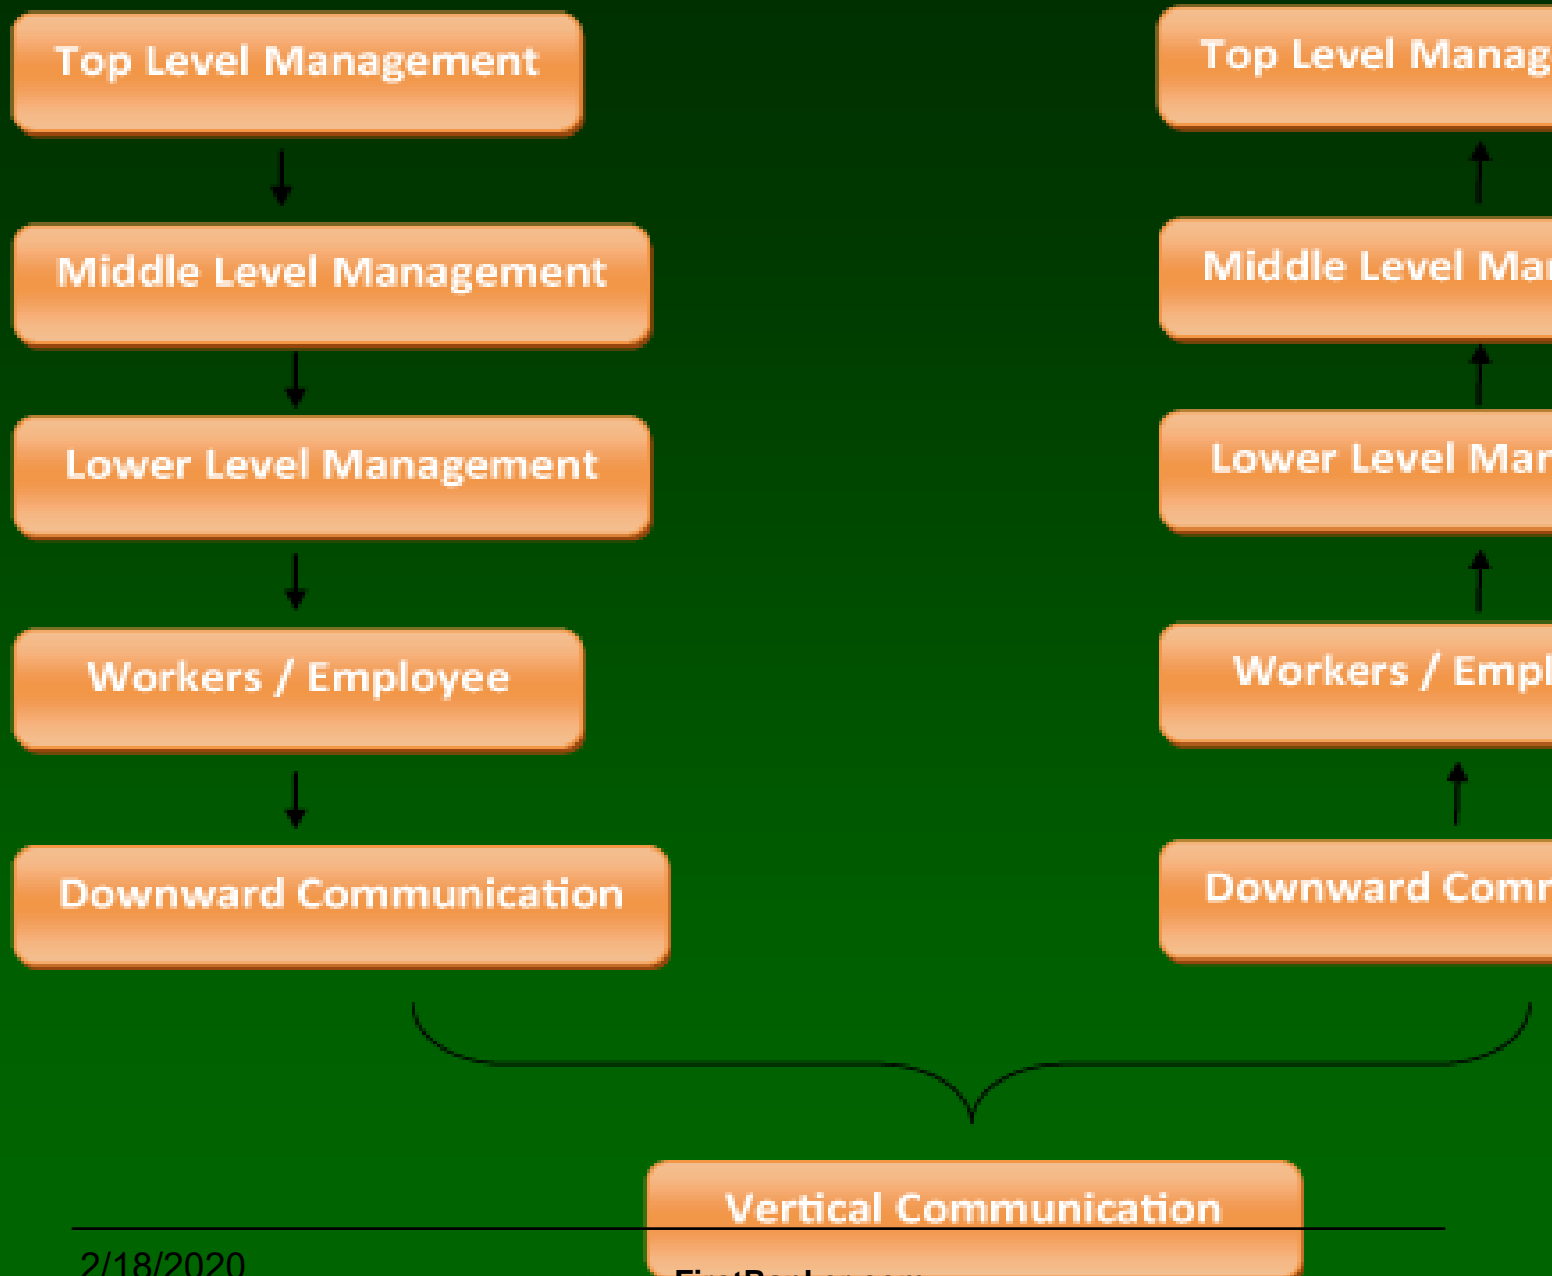 Top Level Management
Middle Level Management
Lower Level Management
Workers / Employee
Downward Communication
Top Level Manag
Middle Level Ma
Lower Level Ma
Workers / Empl
Downward Com
Vertical Communication
2/18/2020